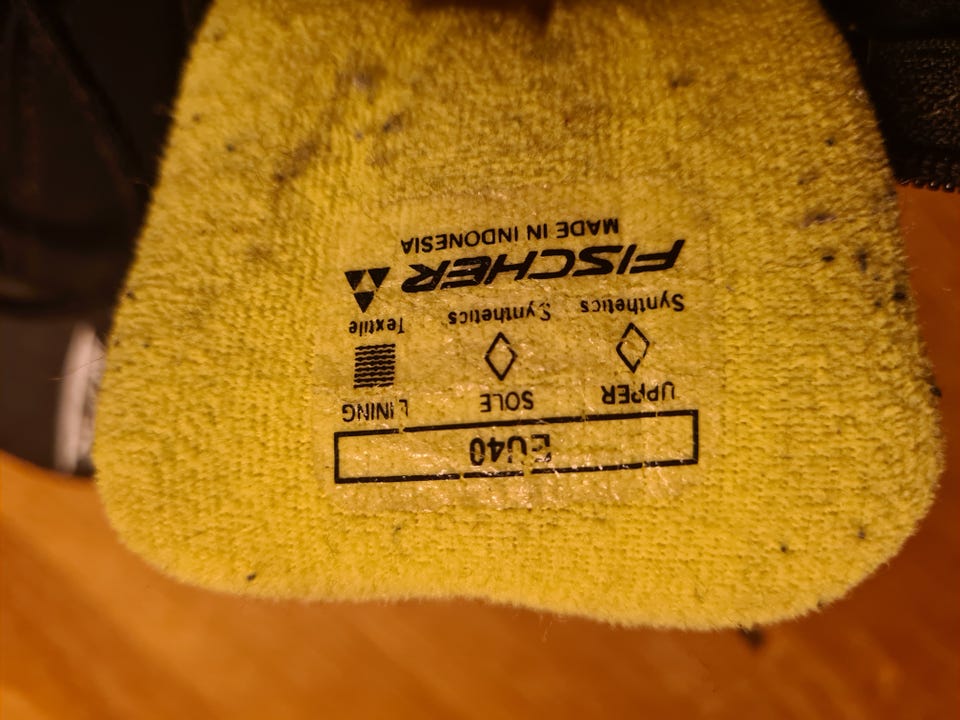 EU40
UPPER SOLE LINING
Synthetics Synthetics Textile
FISCHER
MADE IN INDONESIA